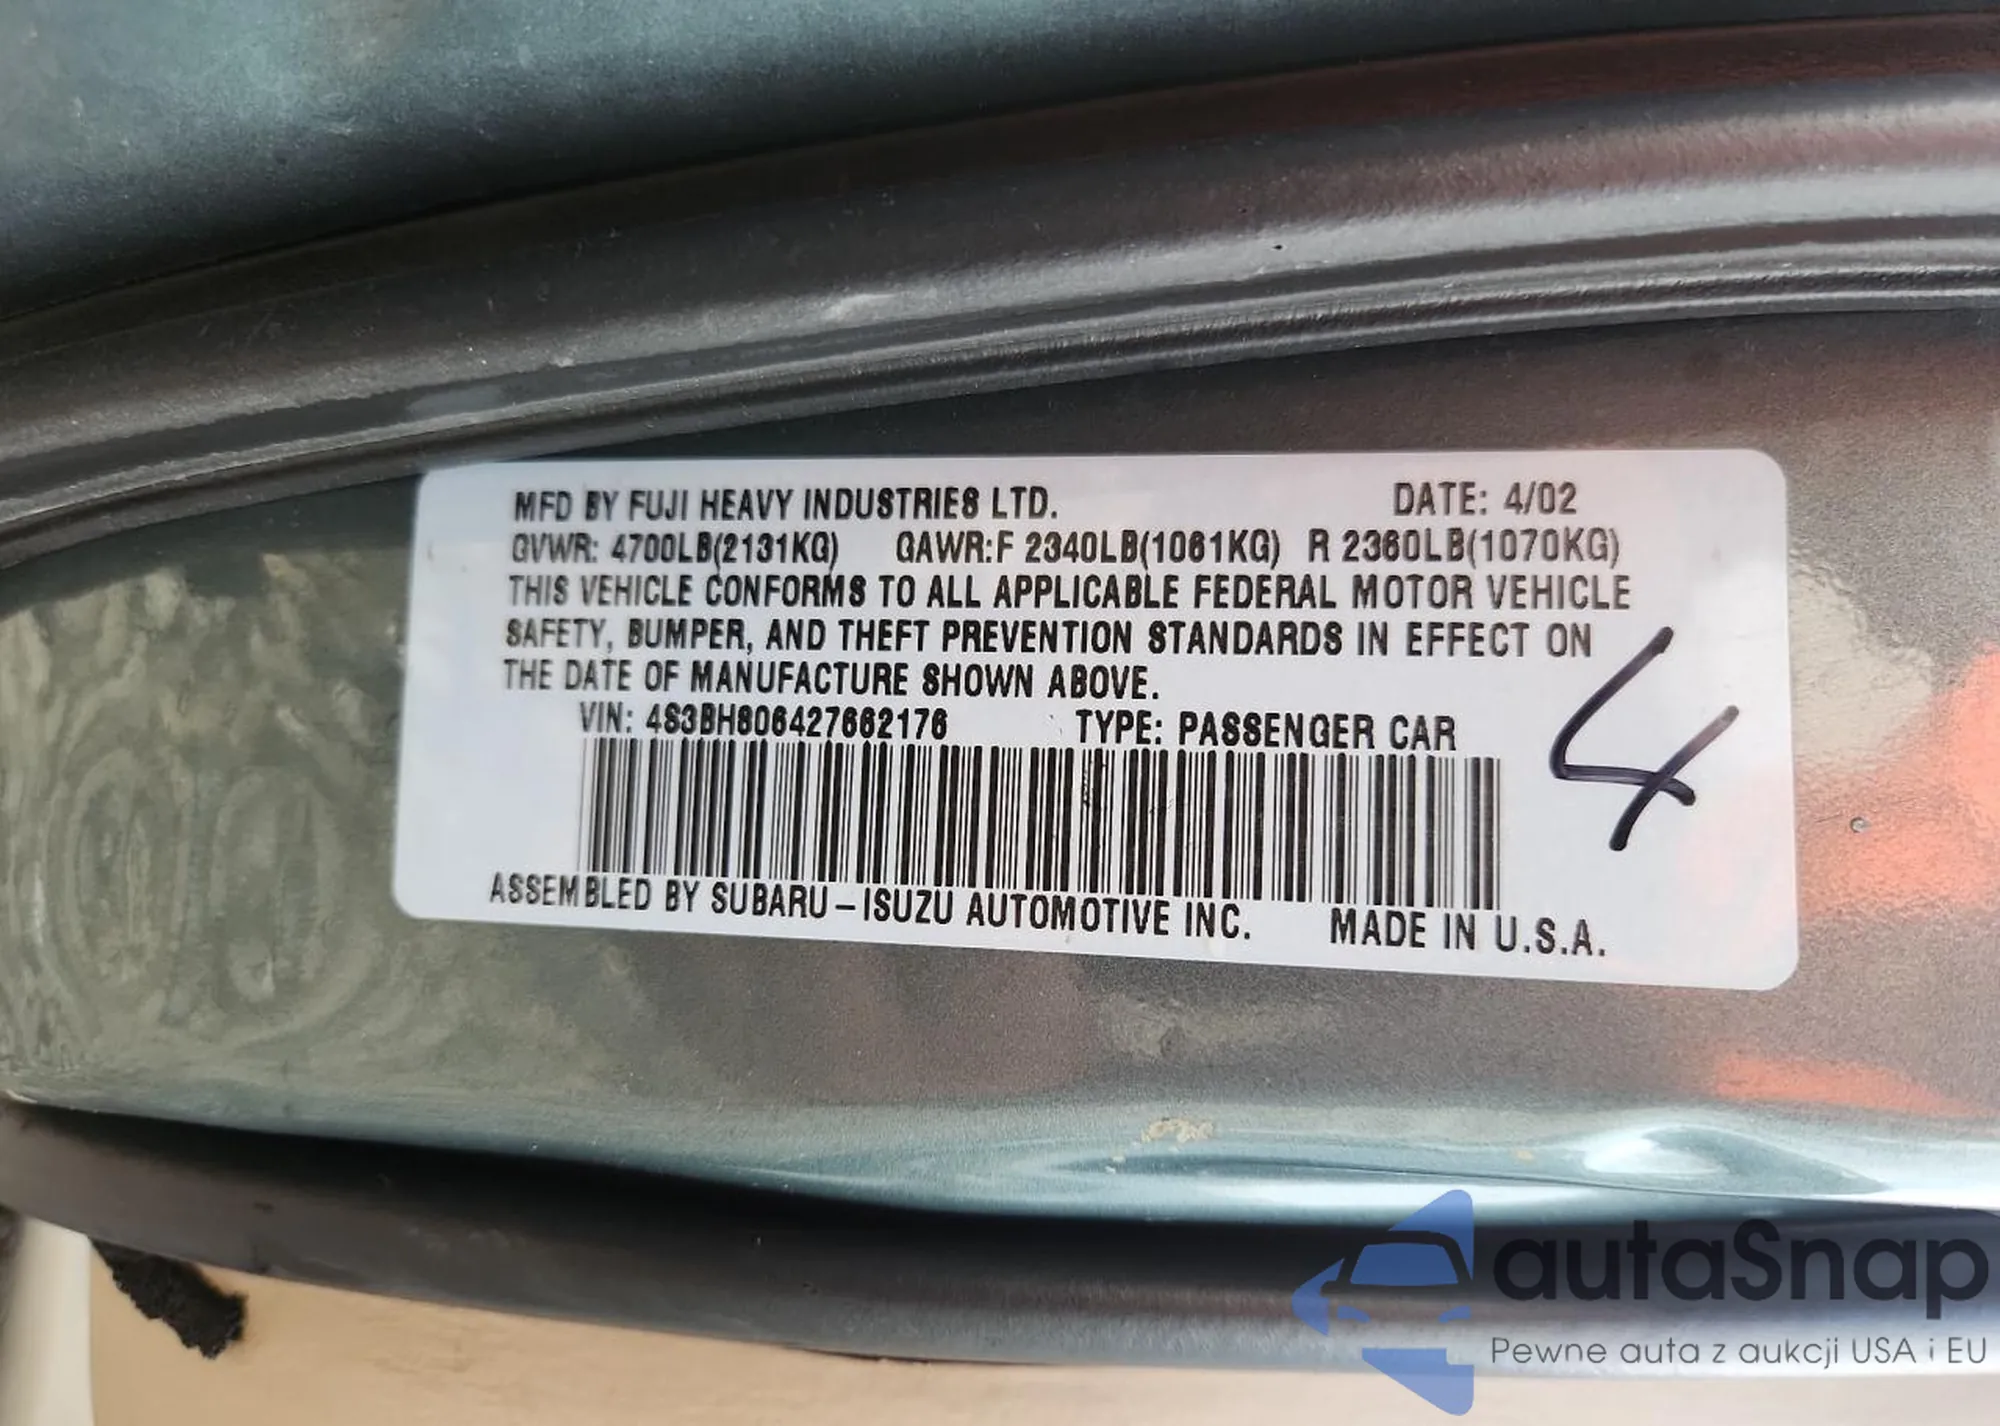 MFD BY FUJI HEAVY INDUSTRIES LTD. DATE: 4/02
GVWR: 4700LB(2131KG) GAWR:F 2340LB(1061KG) R 2360LB(1070KG)
THIS VEHICLE CONFORMS TO ALL APPLICABLE FEDERAL MOTOR VEHICLE
SAFETY, BUMPER, AND THEFT PREVENTION STANDARDS IN EFFECT ON
THE DATE OF MANUFACTURE SHOWN ABOVE.
VIN: 4S3BH806427662176 TYPE: PASSENGER CAR
4
ASSEMBLED BY SUBARU-ISUZU AUTOMOTIVE INC. MADE IN U.S.A.
autaSnap
Pewne auta z aukcji USA i EU